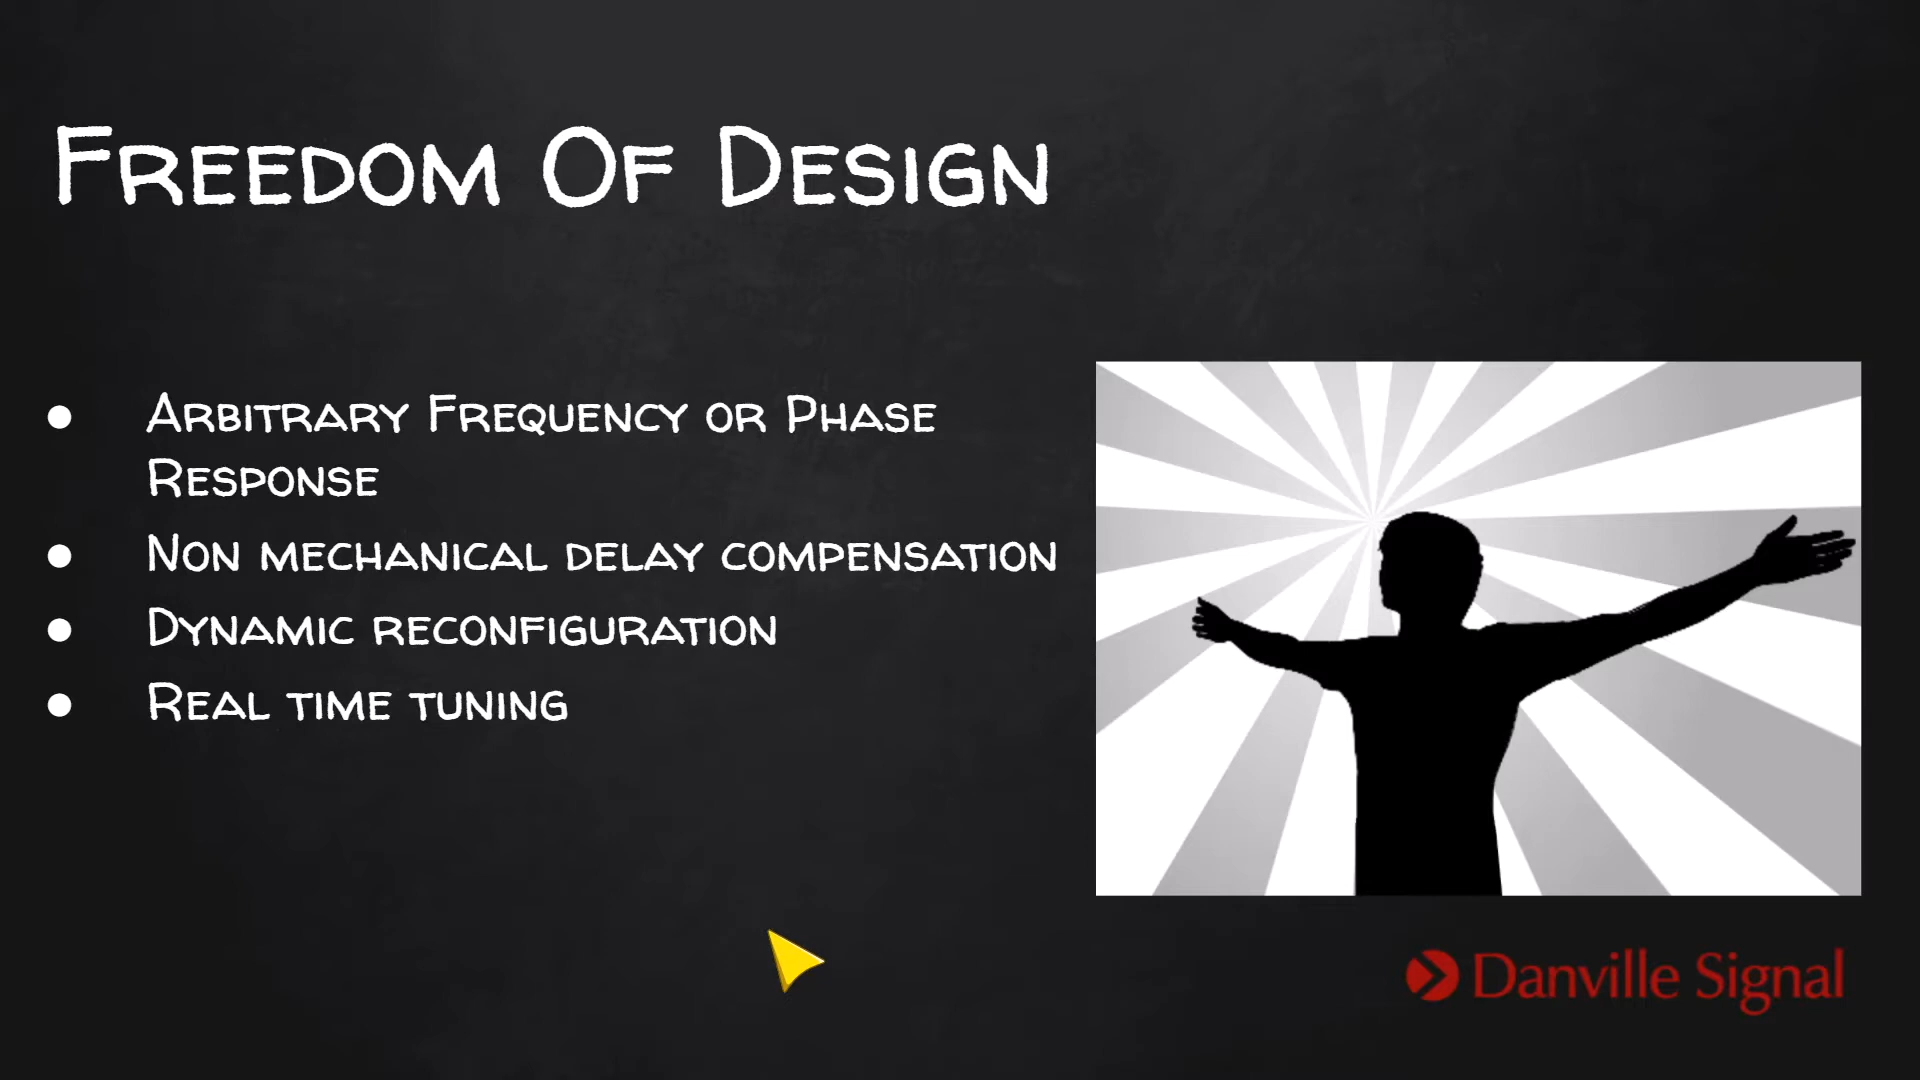 Freedom Of Design
● Arbitrary Frequency or Phase
Response
● Non mechanical delay compensation
● Dynamic reconfiguration
● Real time tuning
Danville Signal